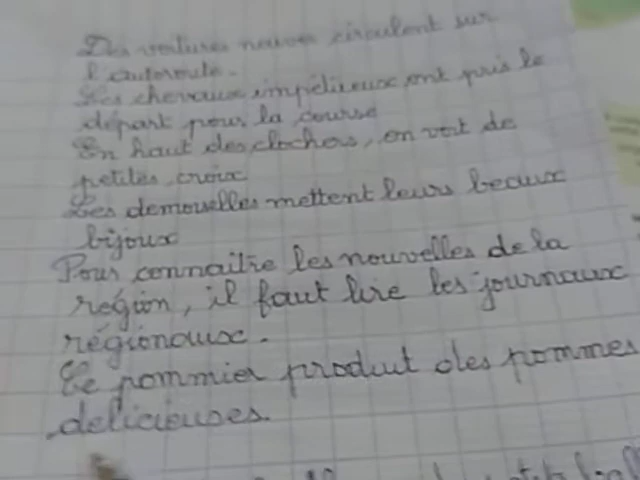 Des voitures neuves circulent sur
l'autoroute.
Les chevaux impétueux ont pris le
départ pour la course
En haut des clochers, on voit de
petites croix
Les demoiselles mettent leurs beaux
bijoux
Pour connaitre les nouvelles de la
région, il faut lire les journaux
régionaux.
Le pommier produit des pommes
délicieuses.